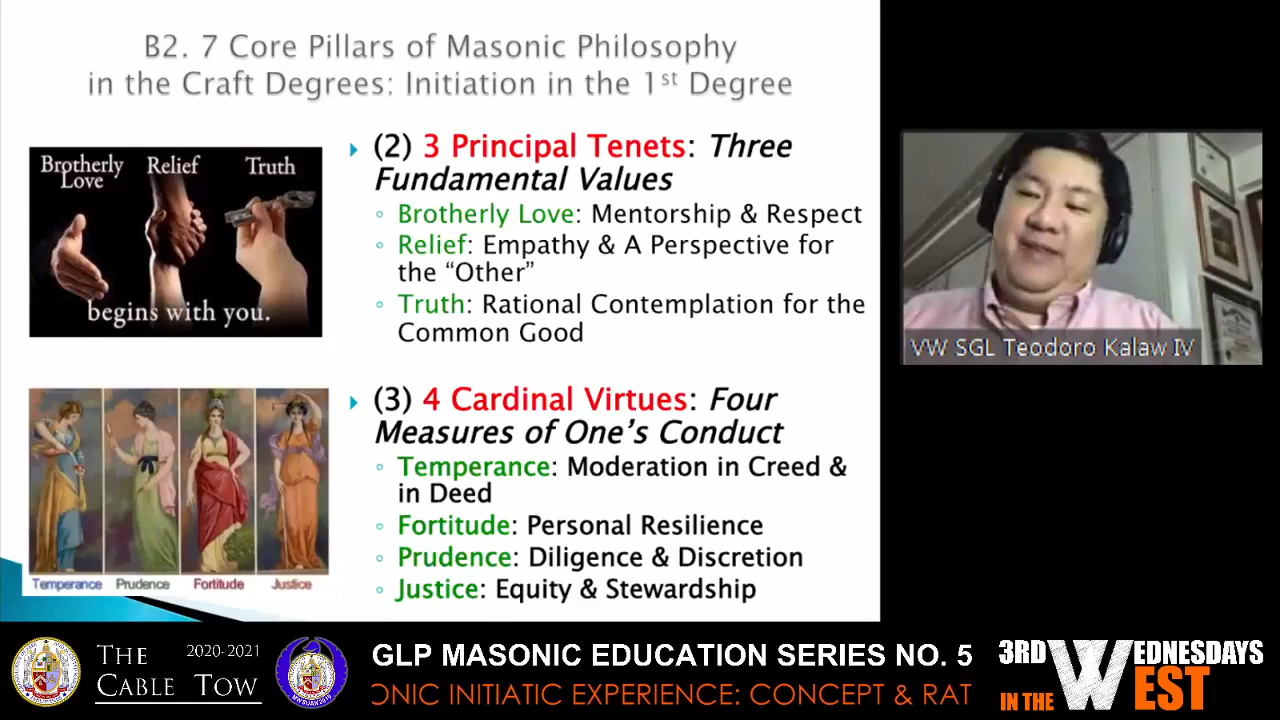 B2. 7 Core Pillars of Masonic Philosophy
in the Craft Degrees: Initiation in the 1st Degree
Brotherly Love
Relief
Truth
begins with you.
(2) 3 Principal Tenets: Three
Fundamental Values
Brotherly Love: Mentorship & Respect
Relief: Empathy & A Perspective for
the “Other”
Truth: Rational Contemplation for the
Common Good
(3) 4 Cardinal Virtues: Four
Measures of One’s Conduct
Temperance: Moderation in Creed &
in Deed
Fortitude: Personal Resilience
Prudence: Diligence & Discretion
Justice: Equity & Stewardship
Temperance
Prudence
Fortitude
Justice
VW SGL Teodoro Kalaw IV
THE
CABLE TOW
2020-2021
GLP MASONIC EDUCATION SERIES NO. 5
ONIC INITIATIC EXPERIENCE: CONCEPT & RAT
3RD WEDNESDAYS
IN THE WEST